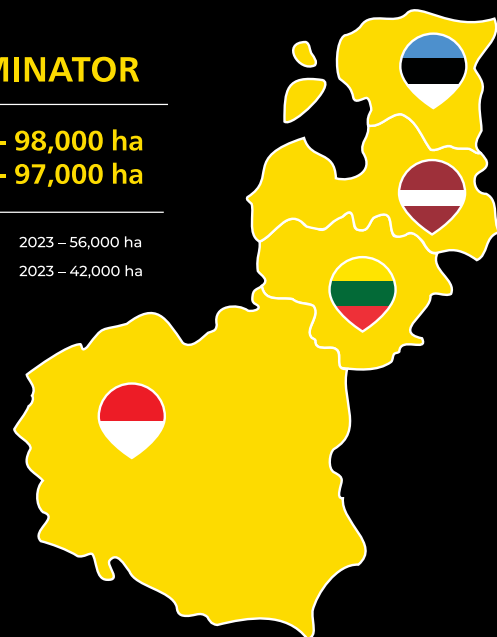 MINATOR
– 98,000 ha
– 97,000 ha
2023 – 56,000 ha
2023 – 42,000 ha